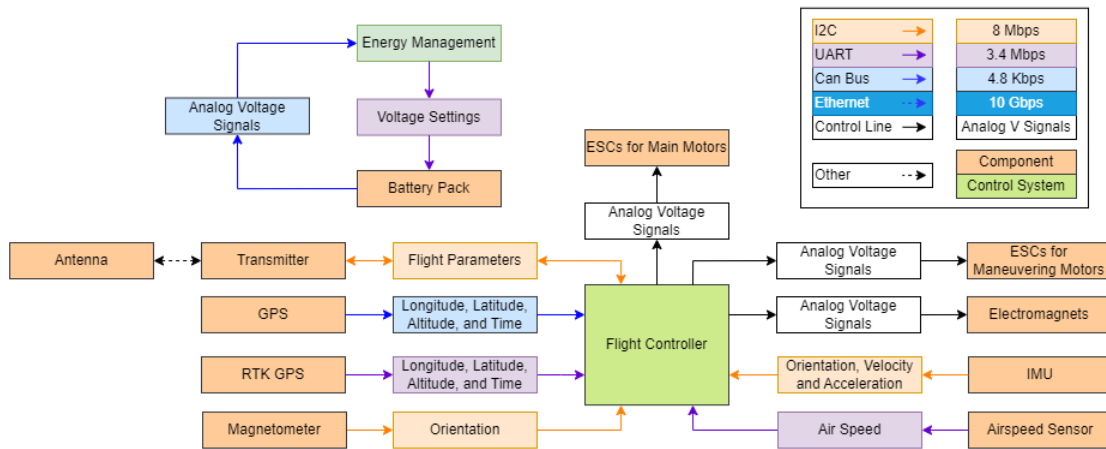 Energy Management
Analog Voltage
Signals
Voltage Settings
Battery Pack
ESCs for Main Motors
Analog Voltage
Signals
I2C
8 Mbps
UART
3.4 Mbps
Can Bus
4.8 Kbps
Ethernet
10 Gbps
Control Line
Analog V Signals
Other
Component
Control System
Antenna
Transmitter
Flight Parameters
Analog Voltage
Signals
ESCs for
Maneuvering Motors
GPS
Longitude, Latitude,
Altitude, and Time
Flight Controller
Analog Voltage
Signals
Electromagnets
RTK GPS
Longitude, Latitude,
Altitude, and Time
Orientation, Velocity
and Acceleration
IMU
Magnetometer
Orientation
Air Speed
Airspeed Sensor